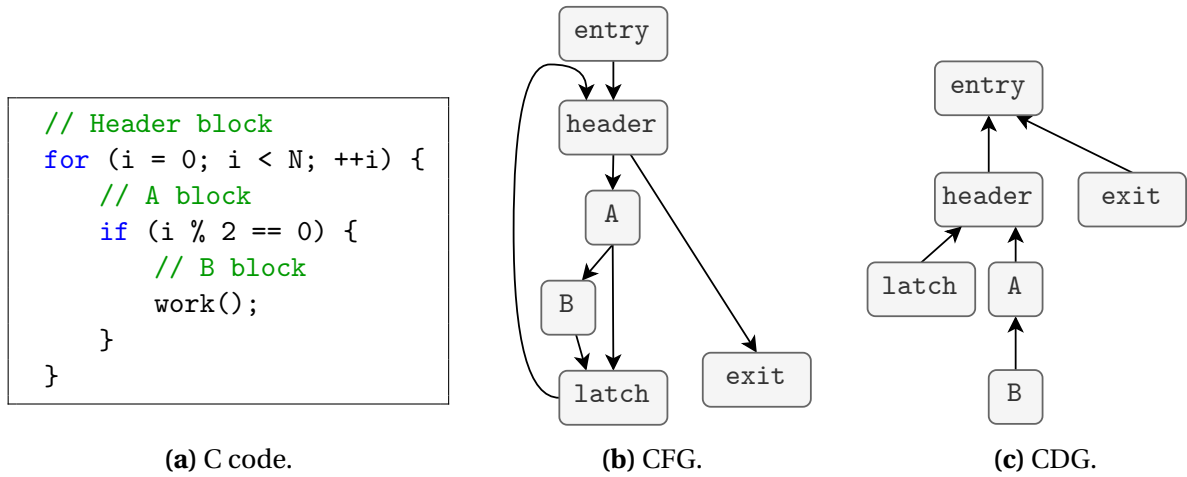 // Header block
for (i = 0; i < N; ++i) {
// A block
if (i % 2 == 0) {
// B block
work();
}
}
(a) C code.
entry
header
A
B
latch
exit
(b) CFG.
entry
header
exit
latch
A
B
(c) CDG.